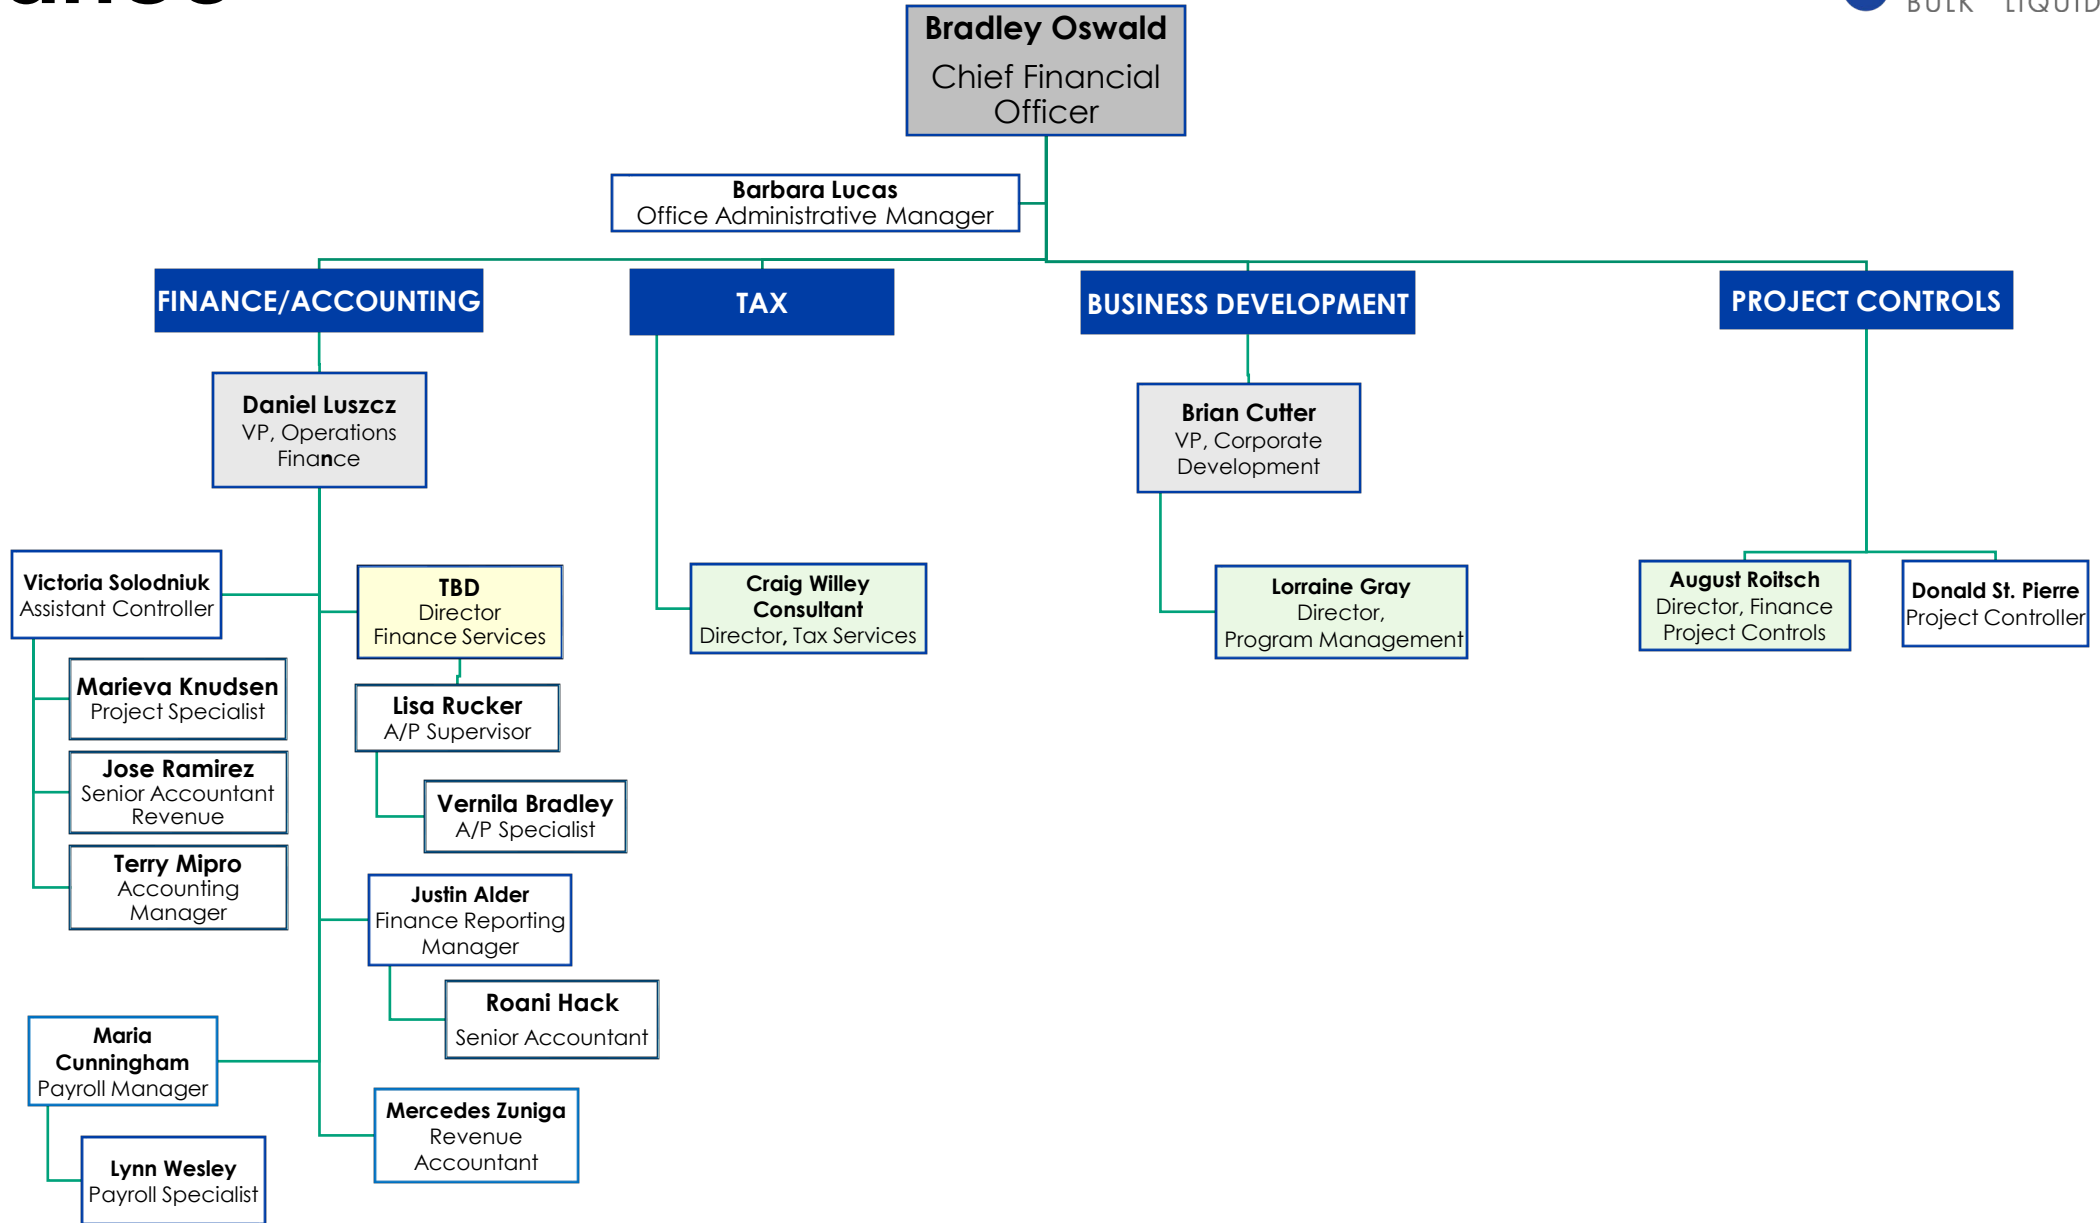 BULK LIQUID
Bradley Oswald
Chief Financial
Officer
Barbara Lucas
Office Administrative Manager
FINANCE/ACCOUNTING
TAX
BUSINESS DEVELOPMENT
PROJECT CONTROLS
Daniel Luszcz
VP, Operations
Finance
Brian Cutter
VP, Corporate
Development
Victoria Solodniuk
Assistant Controller
TBD
Director
Finance Services
Craig Willey
Consultant
Director, Tax Services
Lorraine Gray
Director,
Program Management
August Roitsch
Director, Finance
Project Controls
Donald St. Pierre
Project Controller
Marieva Knudsen
Project Specialist
Lisa Rucker
A/P Supervisor
Jose Ramirez
Senior Accountant
Revenue
Vernila Bradley
A/P Specialist
Terry Mipro
Accounting
Manager
Justin Alder
Finance Reporting
Manager
Roani Hack
Senior Accountant
Maria
Cunningham
Payroll Manager
Mercedes Zuniga
Revenue
Accountant
Lynn Wesley
Payroll Specialist